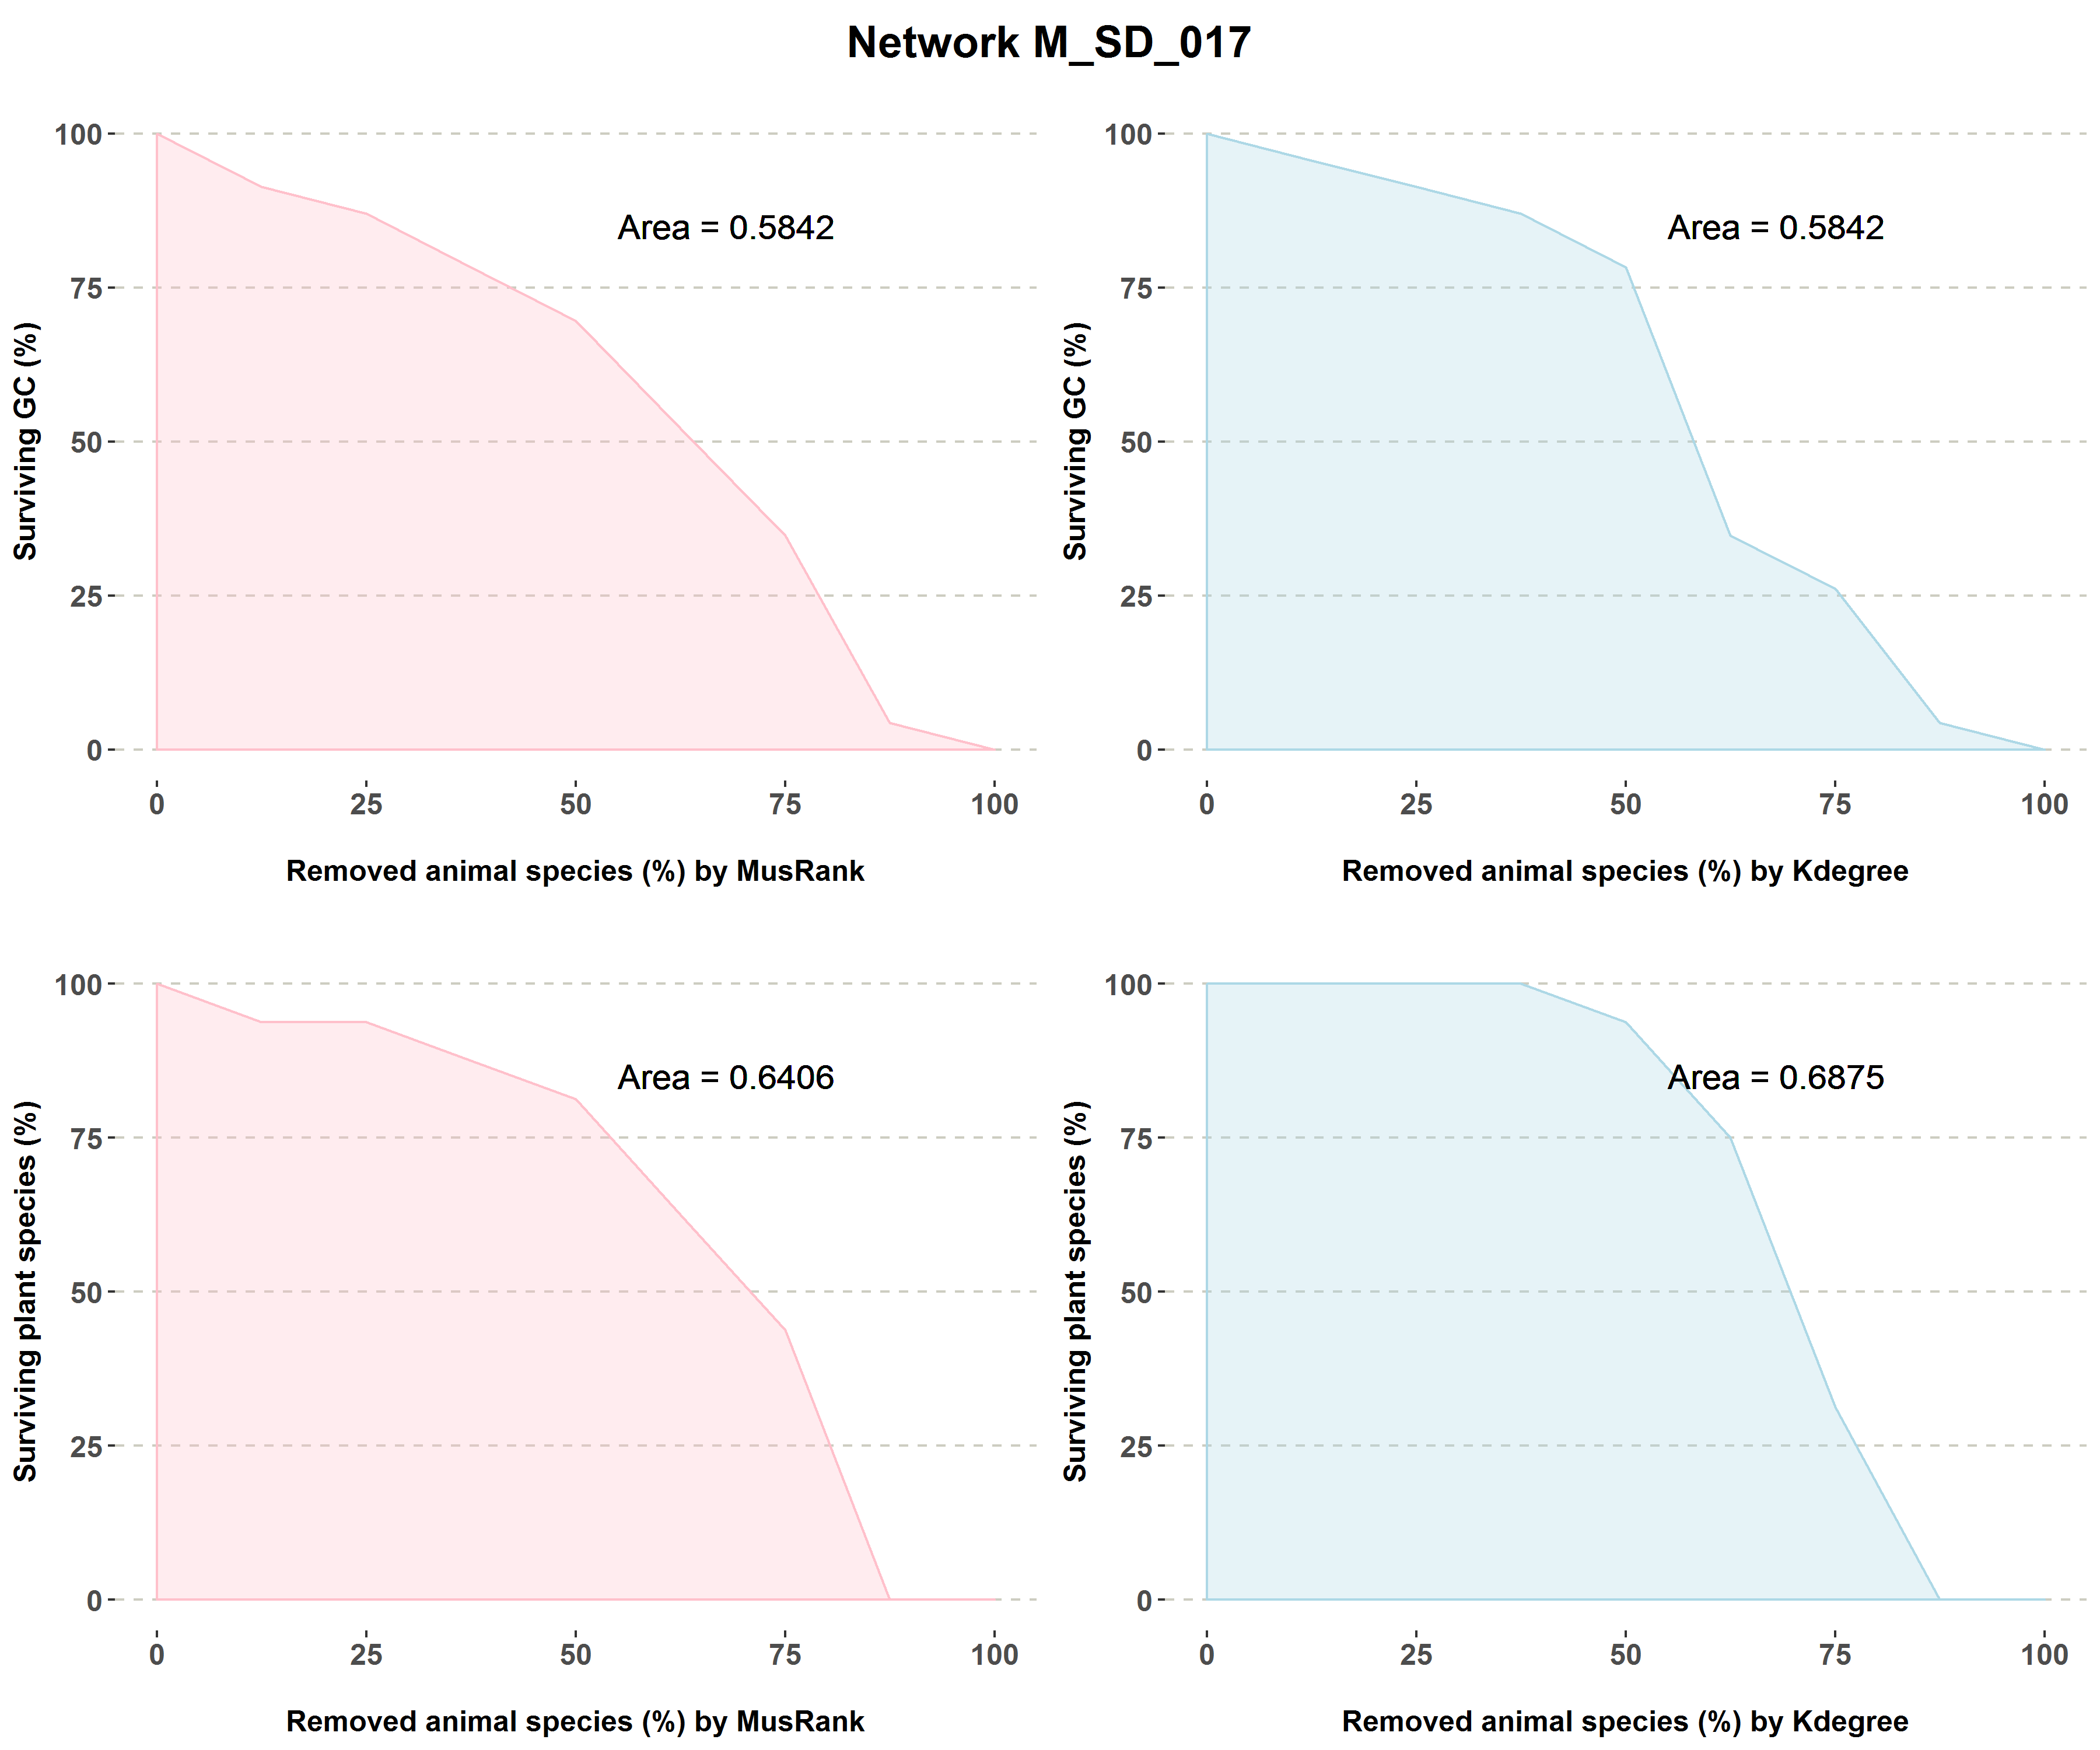 Network M_SD_017
100
75
50
25
0
Surviving GC (%)
Area = 0.5842
0 25 50 75 100
Removed animal species (%) by MusRank
100
75
50
25
0
Surviving GC (%)
Area = 0.5842
0 25 50 75 100
Removed animal species (%) by Kdegree
100
75
50
25
0
Surviving plant species (%)
Area = 0.6406
0 25 50 75 100
Removed animal species (%) by MusRank
100
75
50
25
0
Surviving plant species (%)
Area = 0.6875
0 25 50 75 100
Removed animal species (%) by Kdegree